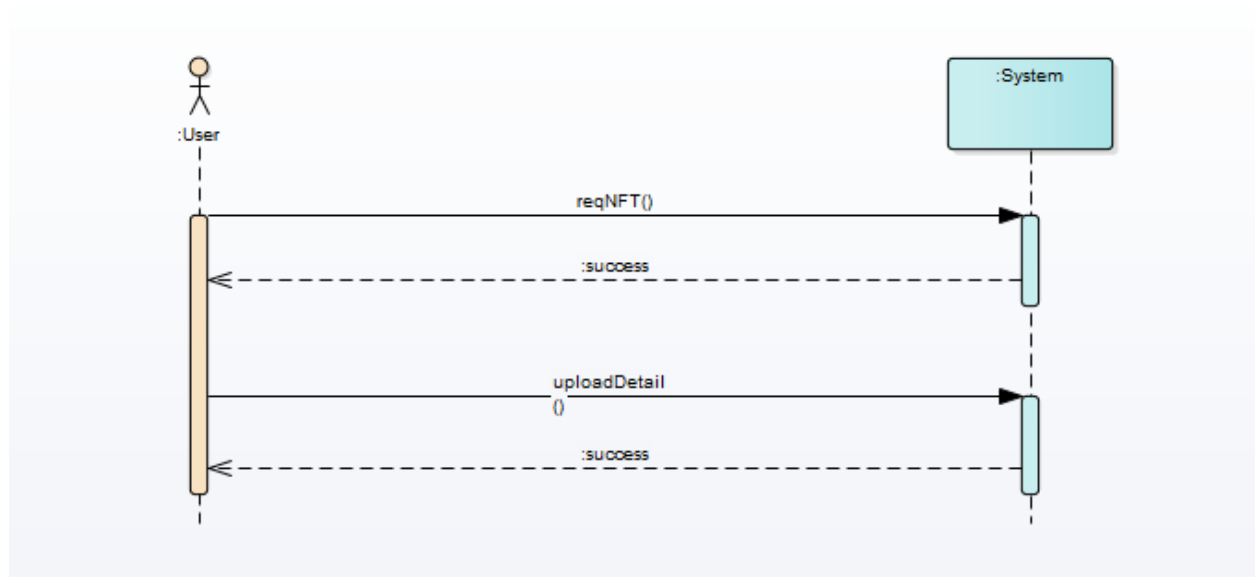 :System
:User
reqNFT()
:success
uploadDetail
()
:success